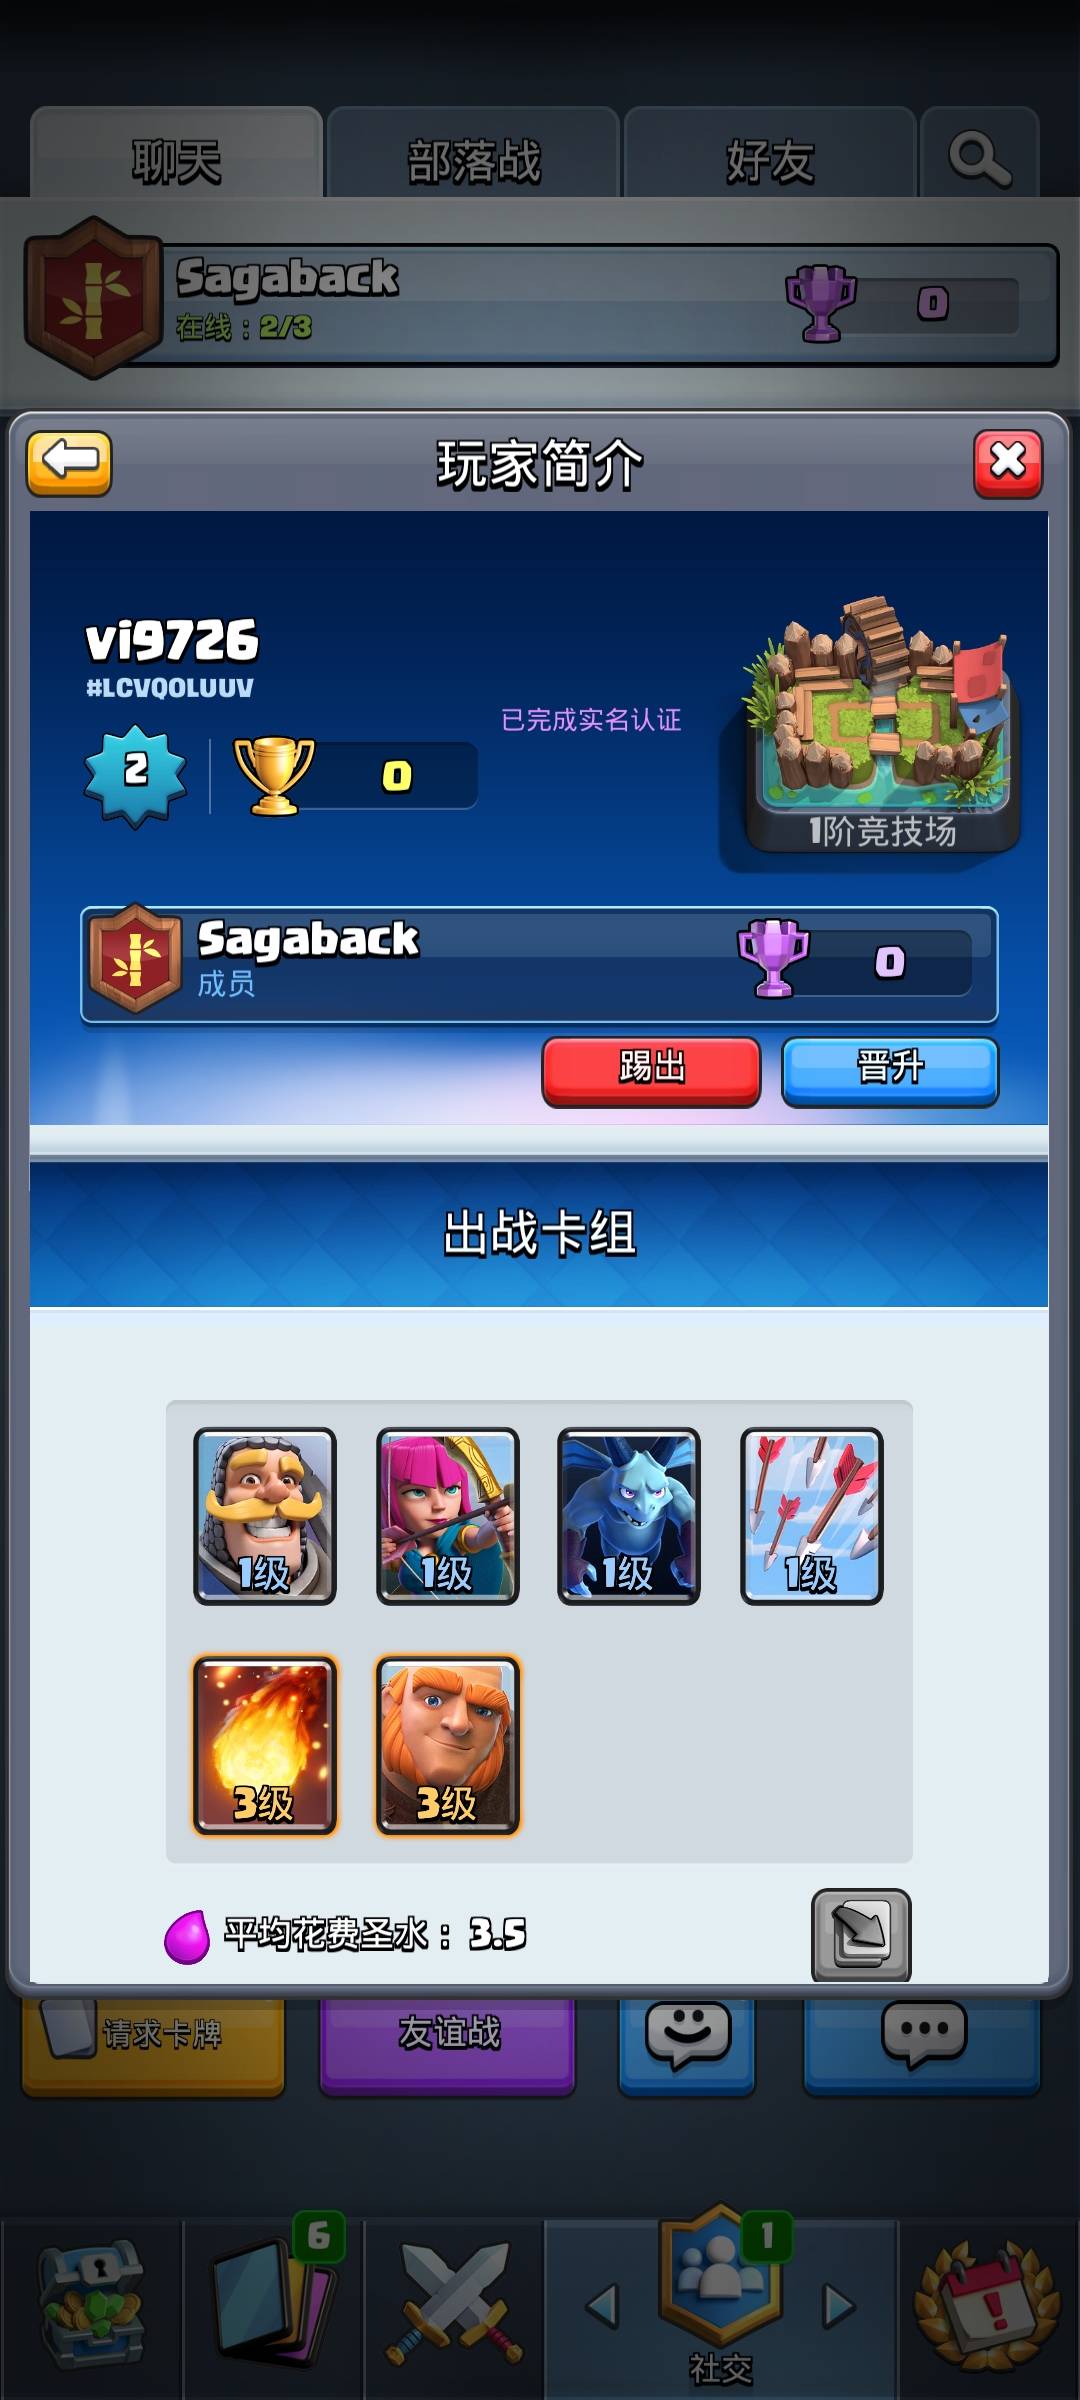 聊天
部落战
好友
Sagaback
在线：2/3
0
玩家简介
vi9726
#LCVQ0LUUV
已完成实名认证
2
0
1阶竞技场
Sagaback
成员
0
踢出
晋升
出战卡组
1级
1级
1级
1级
3级
3级
平均花费圣水：3.5
请求卡牌
友谊战
6
1
社交